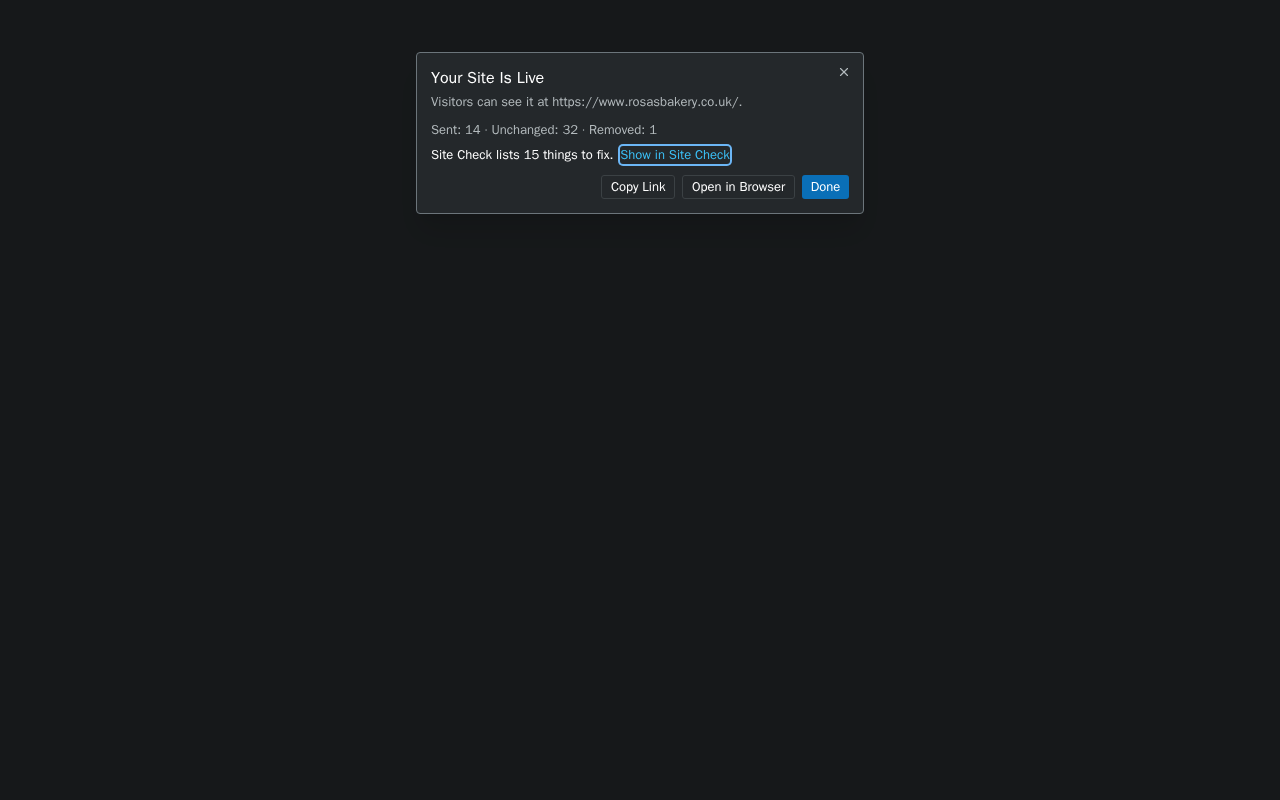 Your Site Is Live
Visitors can see it at https://www.rosasbakery.co.uk/.
Sent: 14 · Unchanged: 32 · Removed: 1
Site Check lists 15 things to fix. Show in Site Check
Copy Link Open in Browser Done